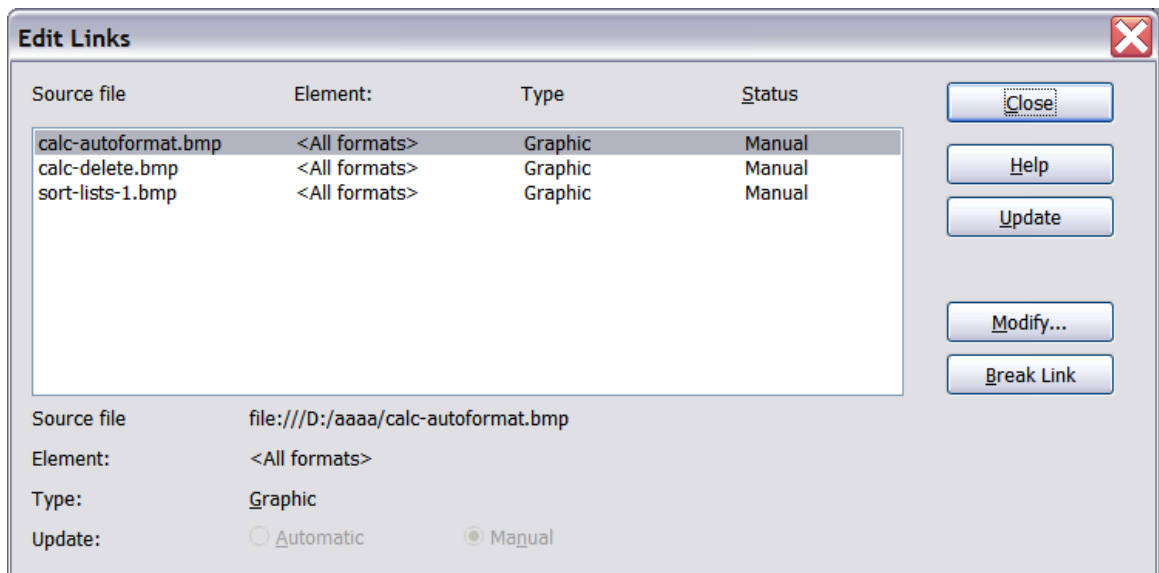 Edit Links
Source file Element: Type Status
Close
calc-autoformat.bmp <All formats> Graphic Manual
calc-delete.bmp <All formats> Graphic Manual
Help
sort-lists-1.bmp <All formats> Graphic Manual
Update
Modify...
Break Link
Source file file:///D:/aaaa/calc-autoformat.bmp
Element: <All formats>
Type: Graphic
Update: Automatic Manual